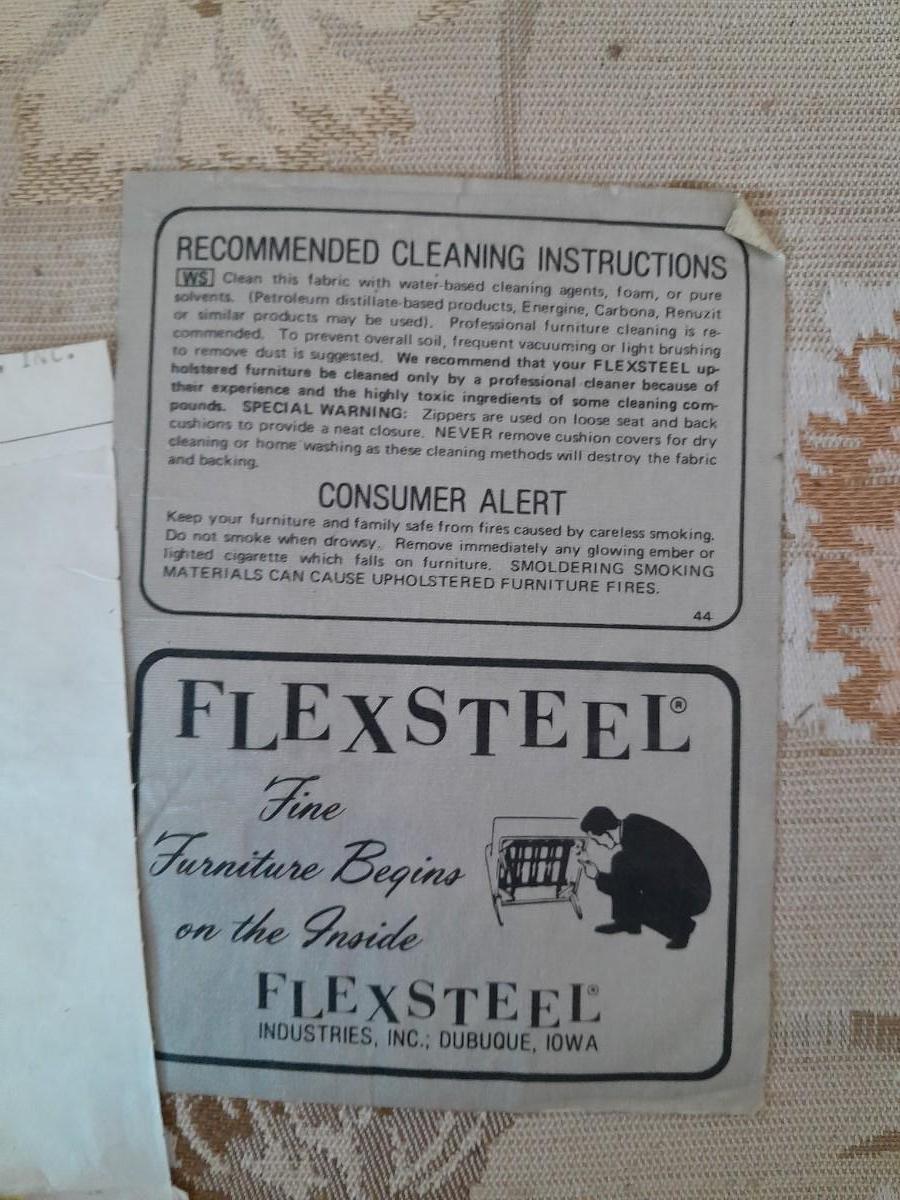 . INC.
RECOMMENDED CLEANING INSTRUCTIONS
WS Clean this fabric with water-based cleaning agents, foam, or pure
solvents. (Petroleum distillate-based products, Energine, Carbona, Renuzit
or similar products may be used). Professional furniture cleaning is re-
commended. To prevent overall soil, frequent vacuuming or light brushing
to remove dust is suggested. We recommend that your FLEXSTEEL up-
holstered furniture be cleaned only by a professional cleaner because of
their experience and the highly toxic ingredients of some cleaning com-
pounds. SPECIAL WARNING: Zippers are used on loose seat and back
cushions to provide a neat closure. NEVER remove cushion covers for dry
cleaning or home washing as these cleaning methods will destroy the fabric
and backing.
CONSUMER ALERT
Keep your furniture and family safe from fires caused by careless smoking.
Do not smoke when drowsy. Remove immediately any glowing ember or
lighted cigarette which falls on furniture. SMOLDERING SMOKING
MATERIALS CAN CAUSE UPHOLSTERED FURNITURE FIRES.
44
FLEXSTEEL®
Fine
Furniture Begins
on the Inside
FLEXSTEEL®
INDUSTRIES, INC.; DUBUQUE, IOWA